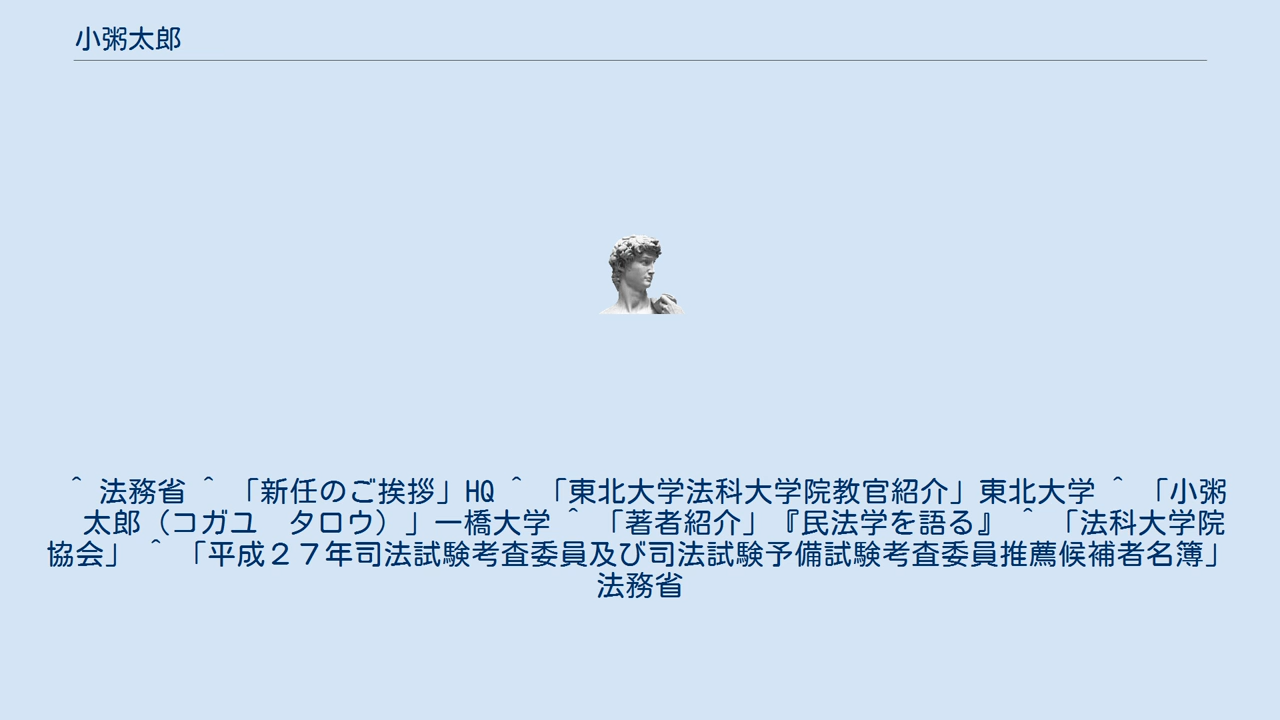 小粥太郎
^ 法務省 ^ 「新任のご挨拶」HQ ^ 「東北大学法科大学院教官紹介」東北大学 ^ 「小粥
太郎（コガユ　タロウ）」一橋大学 ^ 「著者紹介」『民法学を語る』 ^ 「法科大学院
協会」 ^ 「平成２７年司法試験考査委員及び司法試験予備試験考査委員推薦候補者名簿」
法務省